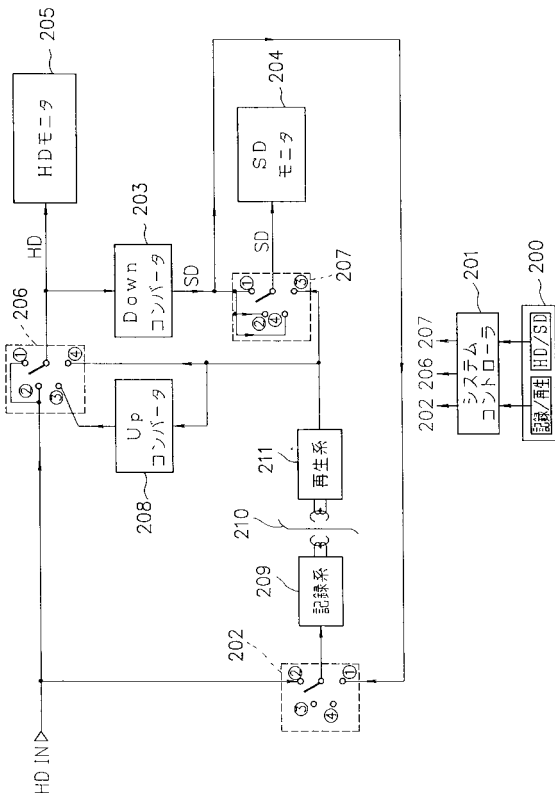 HD IN
206
①
②
③
④
HD
HDモニタ
205
Up
コンバータ
208
Down
コンバータ
203
SD
①
②
④
③
207
SD
SD
モニタ
204
202
②
③
④
①
記録系
209
210
再生系
211
202 206 207
システム
コントローラ
201
記録/再生
HD/SD
200